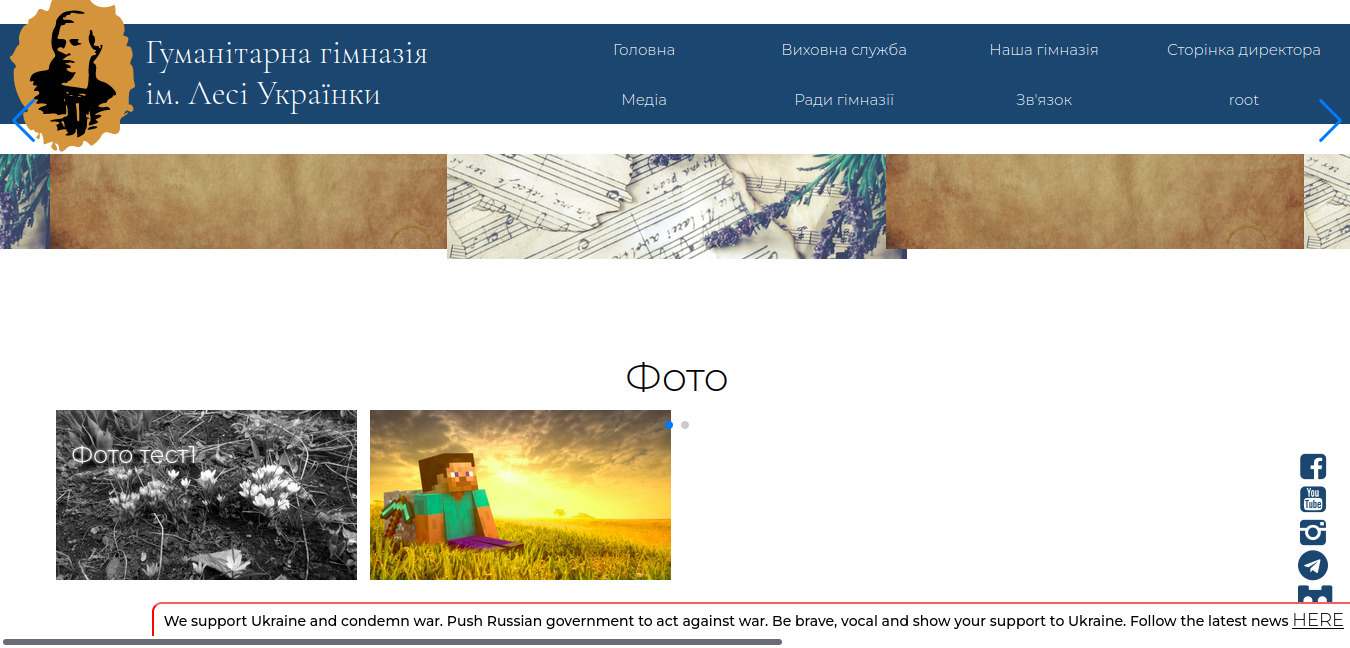 Гуманітарна гімназія
ім. Лесі Українки
Головна
Виховна служба
Наша гімназія
Сторінка директора
Медіа
Ради гімназії
Зв'язок
root
Фото
Фото тест1
You
Tube
We support Ukraine and condemn war. Push Russian government to act against war. Be brave, vocal and show your support to Ukraine. Follow the latest news HERE